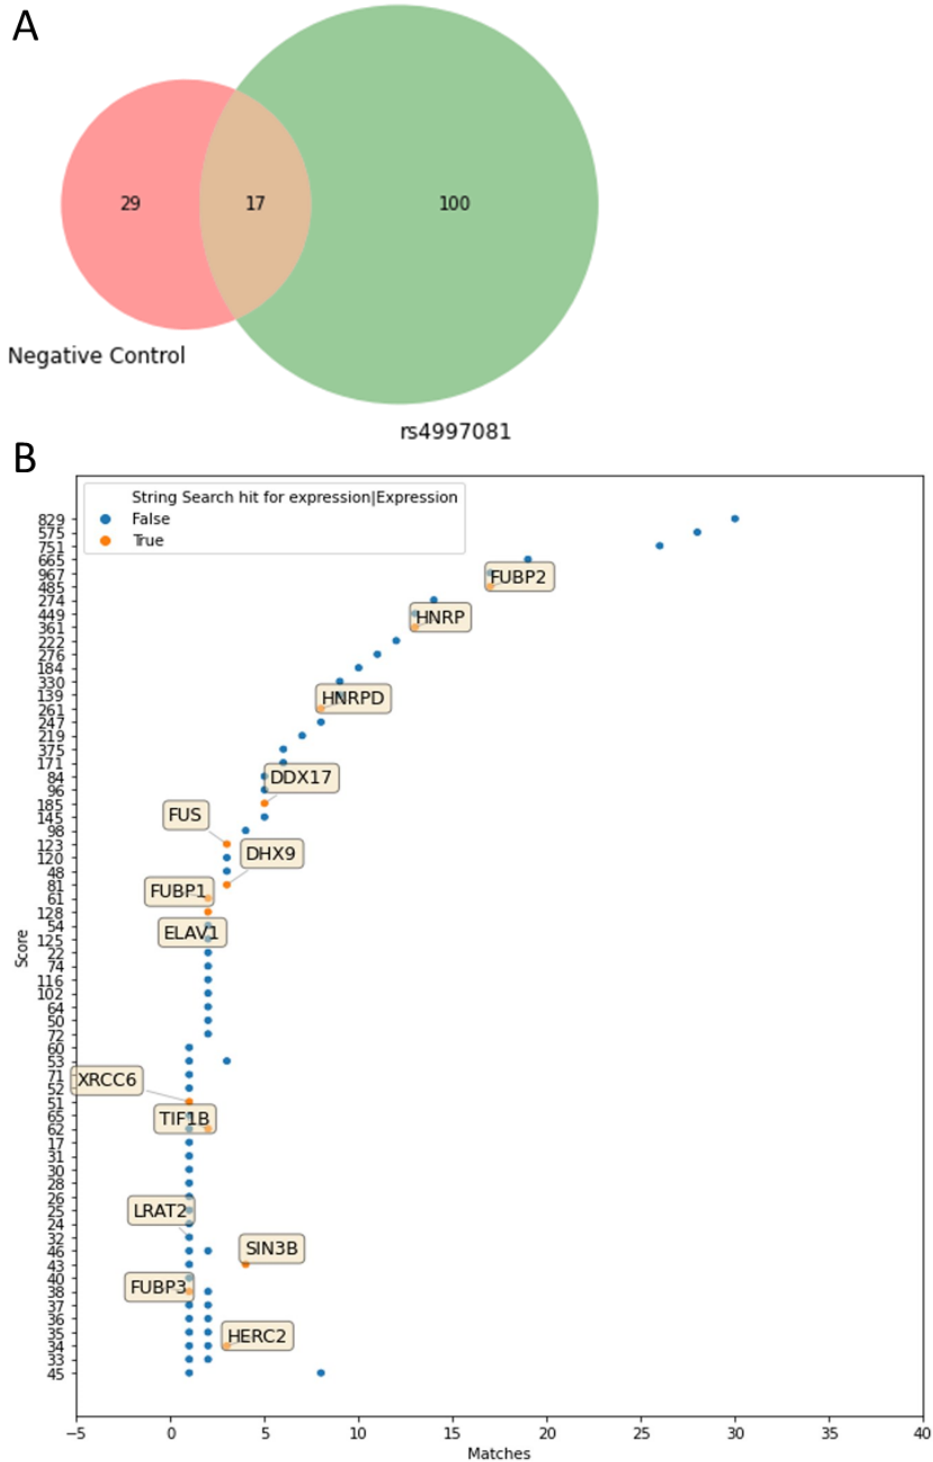 A
29
17
100
Negative Control
rs4997081
B
String Search hit for expression|Expression
False
True
829
575
751
665
967
FUBP2
485
274
449
HNRP
361
222
276
184
330
139
HNRPD
261
247
219
375
171
84
DDX17
96
185
145
FUS
98
123
120
DHX9
48
81
61
FUBP1
128
54
ELAV1
125
22
74
116
102
64
50
72
60
53
71
XRCC6
52
51
65
TIF1B
62
17
31
30
28
26
25
LRAT2
24
32
46
SIN3B
43
40
38
FUBP3
37
36
35
HERC2
34
33
45
Score
−5 0 5 10 15 20 25 30 35 40
Matches